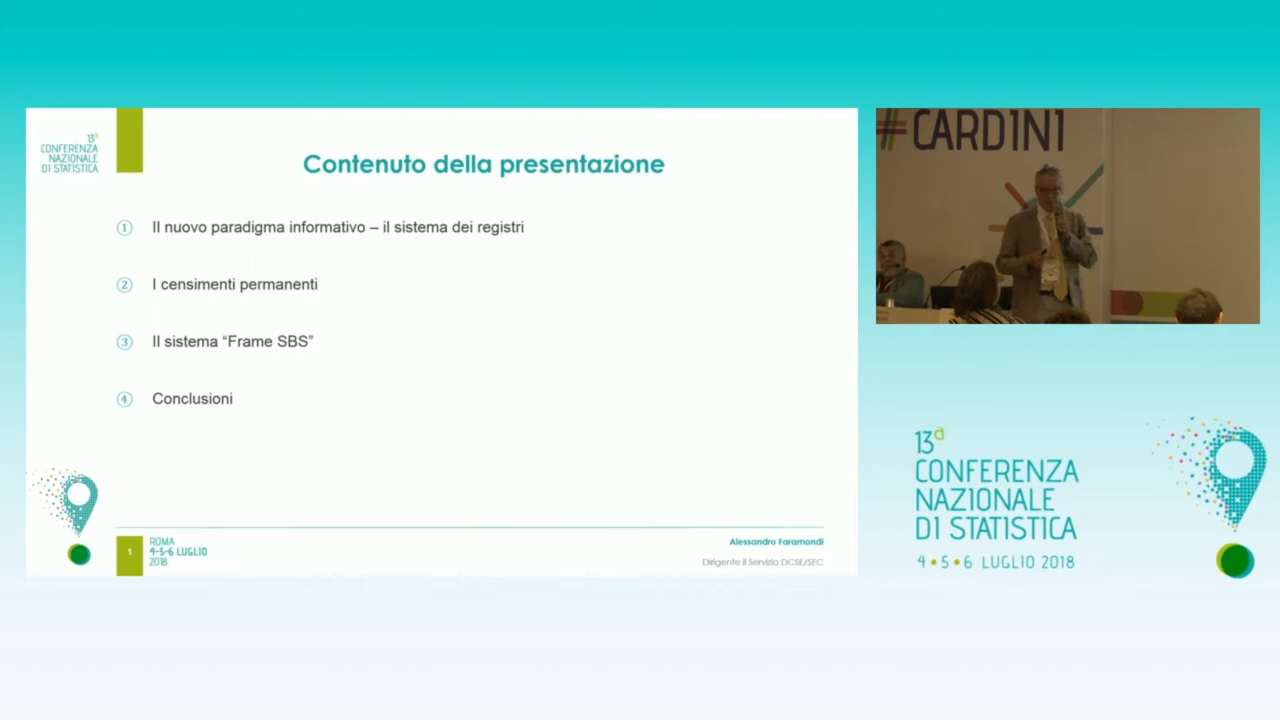 13ª
CONFERENZA
NAZIONALE
DI STATISTICA
Contenuto della presentazione
1 Il nuovo paradigma informativo – il sistema dei registri
2 I censimenti permanenti
3 Il sistema “Frame SBS”
4 Conclusioni
1
ROMA
4-5-6 LUGLIO
2018
Alessandro Faramondi
Dirigente il Servizio DCSE/SEC
#CARDINI
13ª
CONFERENZA
NAZIONALE
DI STATISTICA
4 • 5 • 6 LUGLIO 2018